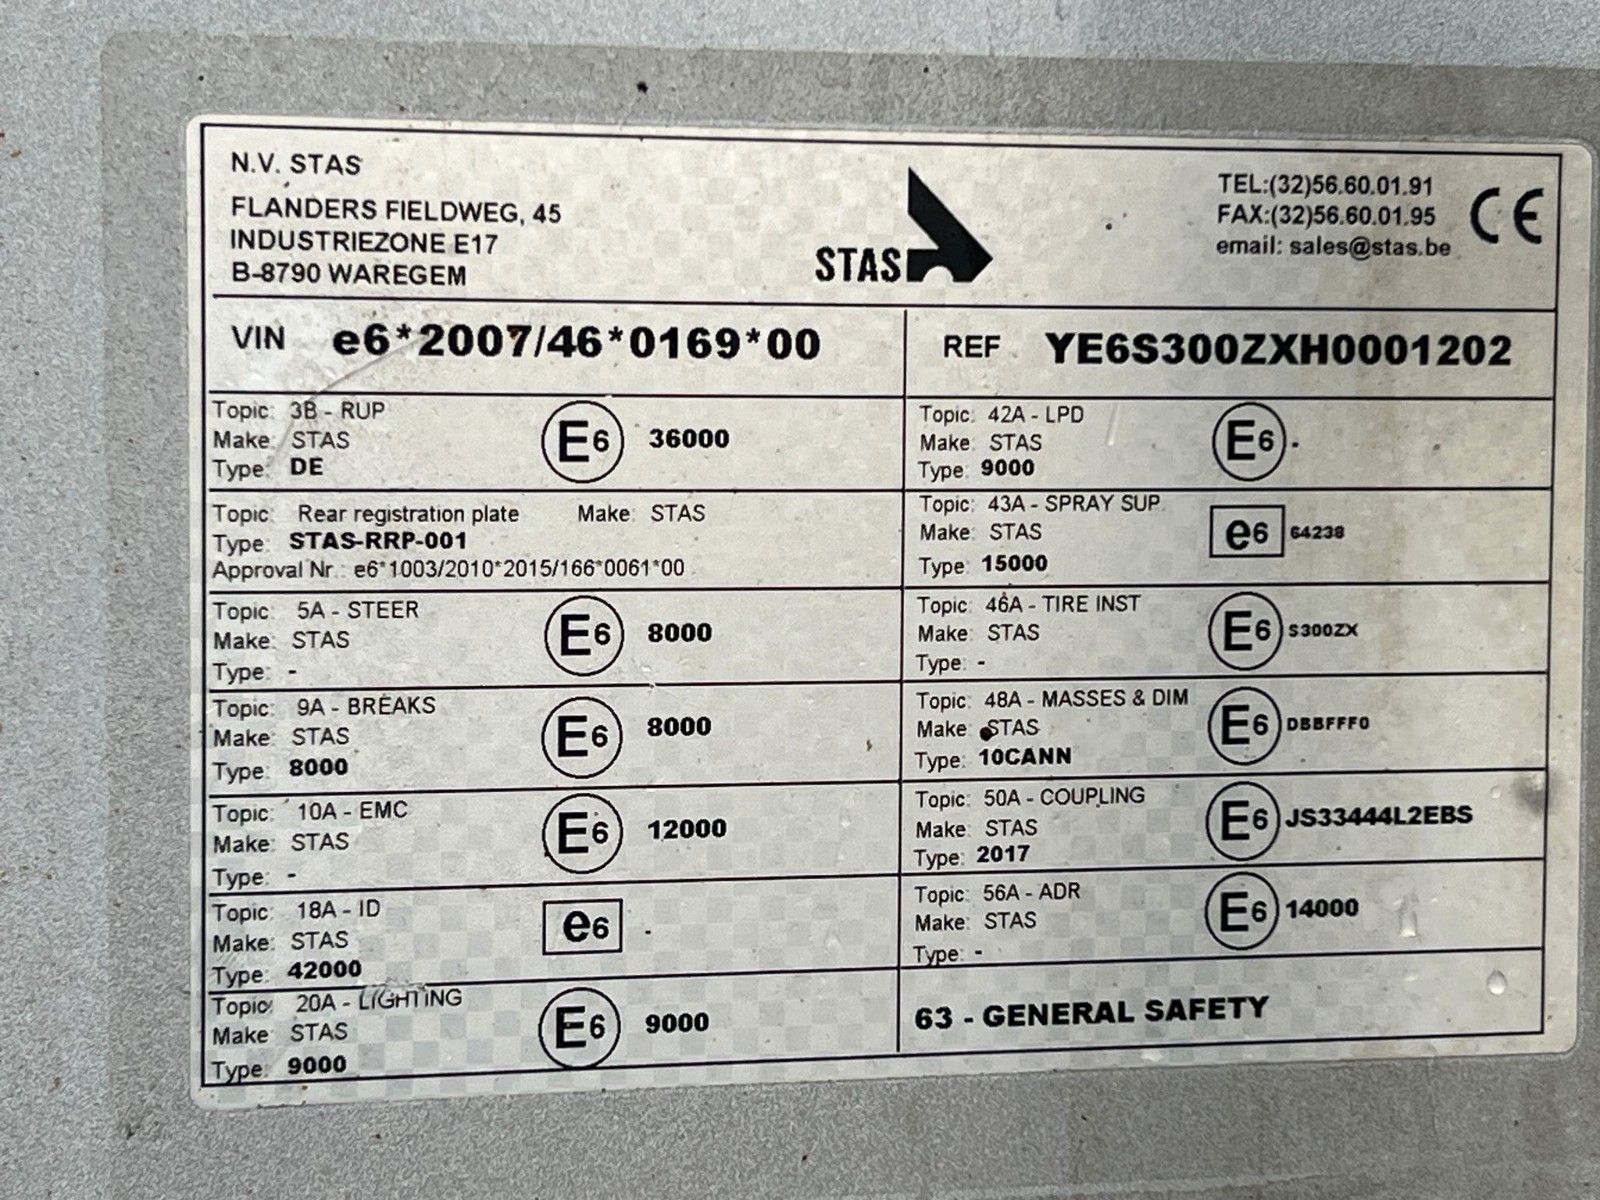 N.V. STAS
FLANDERS FIELDWEG, 45
INDUSTRIEZONE E17
B-8790 WAREGEM
STAS
TEL:(32)56.60.01.91
FAX:(32)56.60.01.95
email: sales@stas.be
CE
VIN e6*2007/46*0169*00
REF YE6S300ZXH0001202
Topic: 3B - RUP
Make: STAS
Type: DE
E6 36000
Topic: Rear registration plate Make: STAS
Type: STAS-RRP-001
Approval Nr.: e6*1003/2010*2015/166*0061*00
Topic: 5A - STEER
Make: STAS
Type: -
E6 8000
Topic: 9A - BREAKS
Make: STAS
Type: 8000
E6 8000
Topic: 10A - EMC
Make: STAS
Type: -
E6 12000
Topic: 18A - ID
Make: STAS
Type: 42000
e6 .
Topic: 20A - LIGHTING
Make STAS
Type: 9000
E6 9000
Topic: 42A - LPD
Make: STAS
Type: 9000
E6 -
Topic: 43A - SPRAY SUP.
Make: STAS
Type: 15000
e6 64238
Topic: 46A - TIRE INST
Make: STAS
Type: -
E6 S300ZX
Topic: 48A - MASSES & DIM
Make: STAS
Type: 10CANN
E6 DBBFFF0
Topic: 50A - COUPLING
Make: STAS
Type: 2017
E6 JS33444L2EBS
Topic: 56A - ADR
Make: STAS
Type: -
E6 14000
63 - GENERAL SAFETY